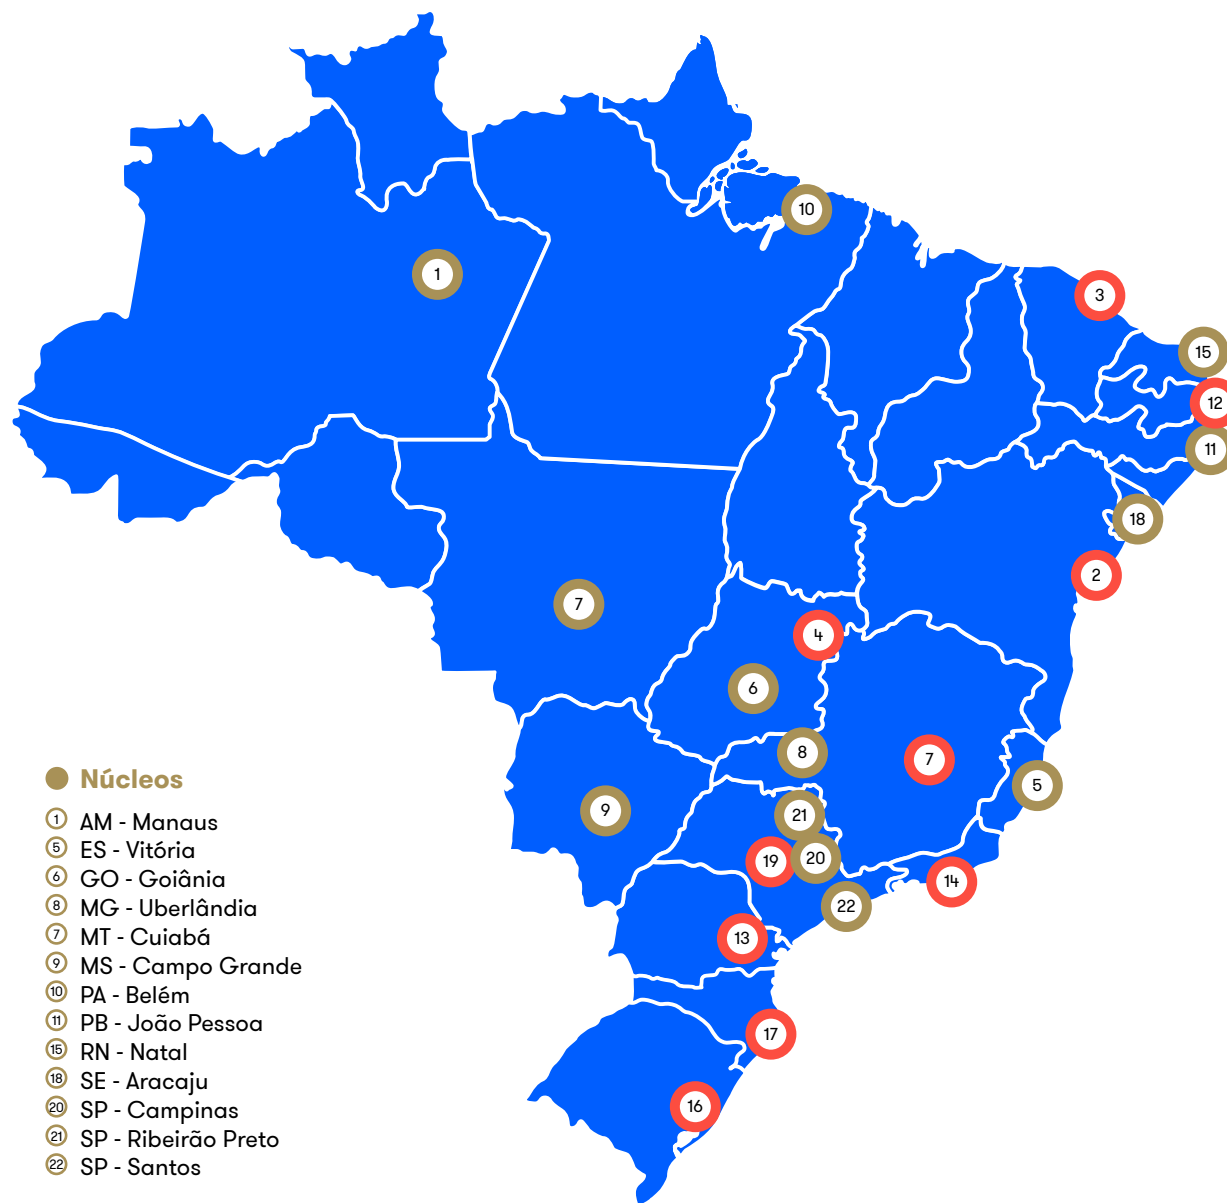 10
1
3
15
12
11
18
2
7
4
6
8
7
5
9
21
20
19
14
22
13
17
16
Núcleos
1 AM - Manaus
5 ES - Vitória
6 GO - Goiânia
8 MG - Uberlândia
7 MT - Cuiabá
9 MS - Campo Grande
10 PA - Belém
11 PB - João Pessoa
15 RN - Natal
18 SE - Aracaju
20 SP - Campinas
21 SP - Ribeirão Preto
22 SP - Santos